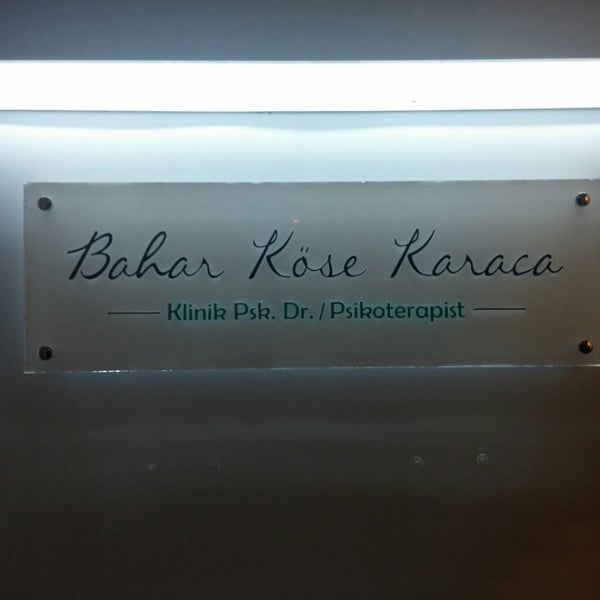 Bahar Köse Karaca
Klinik Psk. Dr. / Psikoterapist